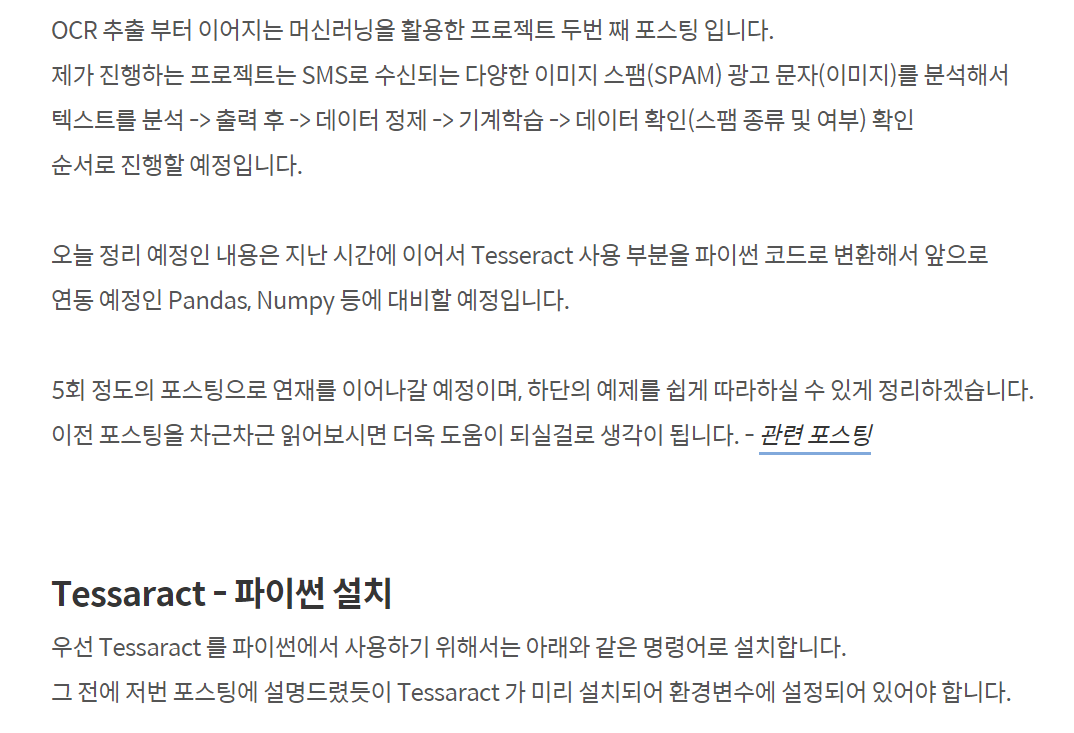 OCR 추출 부터 이어지는 머신러닝을 활용한 프로젝트 두번 째 포스팅 입니다.
제가 진행하는 프로젝트는 SMS로 수신되는 다양한 이미지 스팸(SPAM) 광고 문자(이미지)를 분석해서
텍스트를 분석 -> 출력 후 -> 데이터 정제 -> 기계학습 -> 데이터 확인(스팸 종류 및 여부) 확인
순서로 진행할 예정입니다.
오늘 정리 예정인 내용은 지난 시간에 이어서 Tesseract 사용 부분을 파이썬 코드로 변환해서 앞으로
연동 예정인 Pandas, Numpy 등에 대비할 예정입니다.
5회 정도의 포스팅으로 연재를 이어나갈 예정이며, 하단의 예제를 쉽게 따라하실 수 있게 정리하겠습니다.
이전 포스팅을 차근차근 읽어보시면 더욱 도움이 되실걸로 생각이 됩니다. - 관련 포스팅
Tessaract - 파이썬 설치
우선 Tessaract 를 파이썬에서 사용하기 위해서는 아래와 같은 명령어로 설치합니다.
그 전에 저번 포스팅에 설명드렸듯이 Tessaract 가 미리 설치되어 환경변수에 설정되어 있어야 합니다.